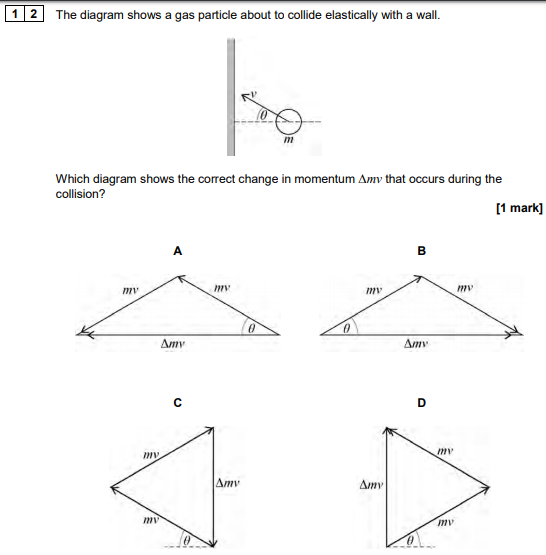 1 2 The diagram shows a gas particle about to collide elastically with a wall.
v
θ
m
Which diagram shows the correct change in momentum Δmv that occurs during the
collision?
[1 mark]
A B
mv mv mv mv
θ θ
Δmv Δmv
C D
mv mv
Δmv Δmv
mv mv
θ θ